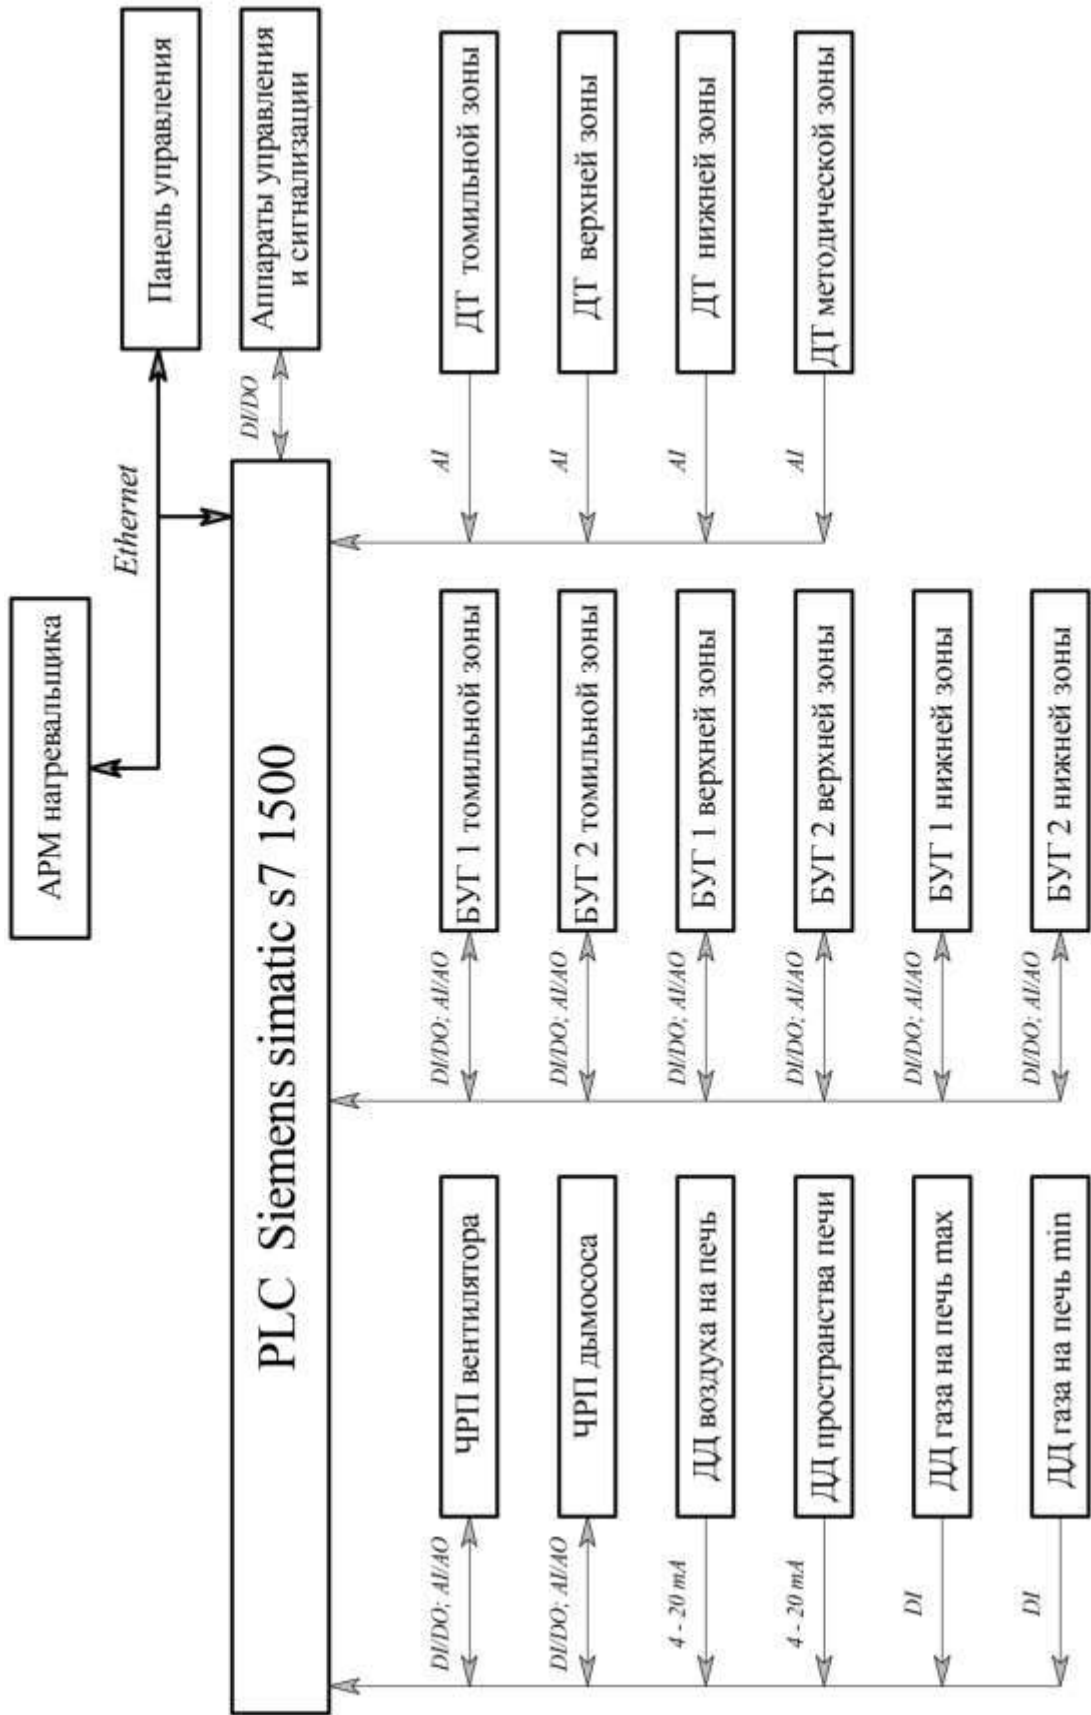 АРМ нагревальщика
Ethernet
Панель управления
PLC Siemens simatic s7 1500
DI/DO
Аппараты управления
и сигнализации
DI/DO; AI/AO
ЧРП вентилятора
DI/DO; AI/AO
ЧРП дымососа
4 - 20 mA
ДД воздуха на печь
4 - 20 mA
ДД пространства печи
DI
ДД газа на печь max
DI
ДД газа на печь min
DI/DO; AI/AO
БУГ 1 томильной зоны
DI/DO; AI/AO
БУГ 2 томильной зоны
DI/DO; AI/AO
БУГ 1 верхней зоны
DI/DO; AI/AO
БУГ 2 верхней зоны
DI/DO; AI/AO
БУГ 1 нижней зоны
DI/DO; AI/AO
БУГ 2 нижней зоны
AI
ДТ томильной зоны
AI
ДТ верхней зоны
AI
ДТ нижней зоны
AI
ДТ методической зоны